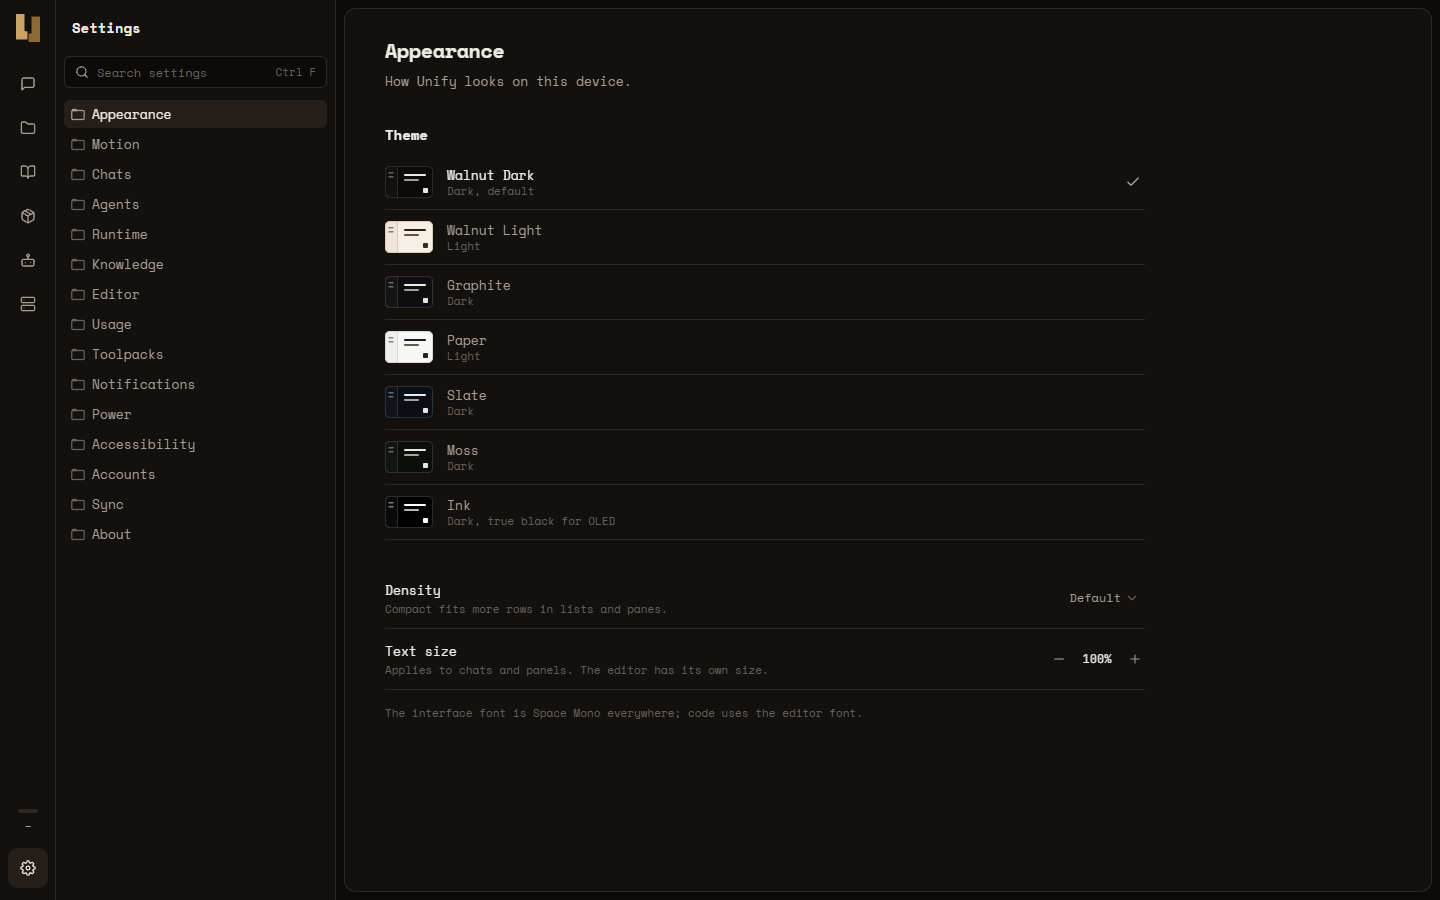 Settings
Search settings Ctrl F
Appearance
Motion
Chats
Agents
Runtime
Knowledge
Editor
Usage
Toolpacks
Notifications
Power
Accessibility
Accounts
Sync
About
Appearance
How Unify looks on this device.
Theme
Walnut Dark
Dark, default
Walnut Light
Light
Graphite
Dark
Paper
Light
Slate
Dark
Moss
Dark
Ink
Dark, true black for OLED
Density
Compact fits more rows in lists and panes.
Default
Text size
Applies to chats and panels. The editor has its own size.
100%
The interface font is Space Mono everywhere; code uses the editor font.